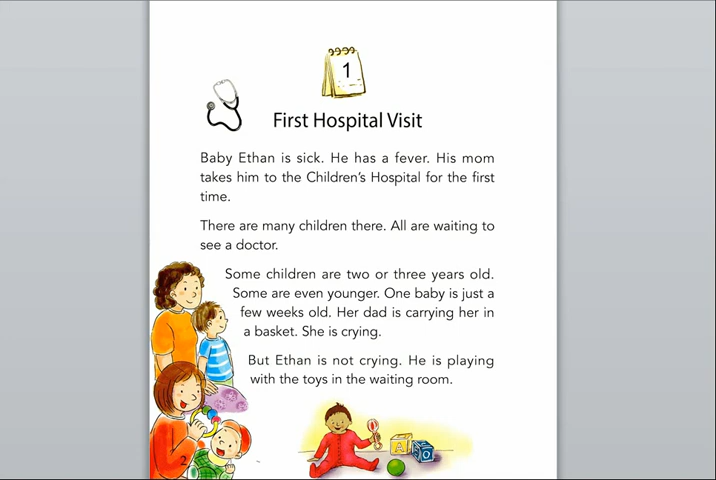 1
First Hospital Visit
Baby Ethan is sick. He has a fever. His mom
takes him to the Children's Hospital for the first
time.
There are many children there. All are waiting to
see a doctor.
Some children are two or three years old.
Some are even younger. One baby is just a
few weeks old. Her dad is carrying her in
a basket. She is crying.
But Ethan is not crying. He is playing
with the toys in the waiting room.
A
O
2